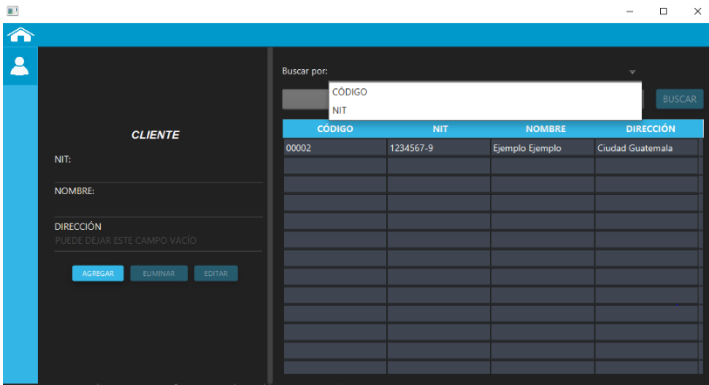 CLIENTE
NIT:
NOMBRE:
DIRECCIÓN
PUEDE DEJAR ESTE CAMPO VACÍO
AGREGAR ELIMINAR EDITAR
Buscar por:
CÓDIGO
NIT
BUSCAR
CÓDIGO NIT NOMBRE DIRECCIÓN
00002 1234567-9 Ejemplo Ejemplo Ciudad Guatemala